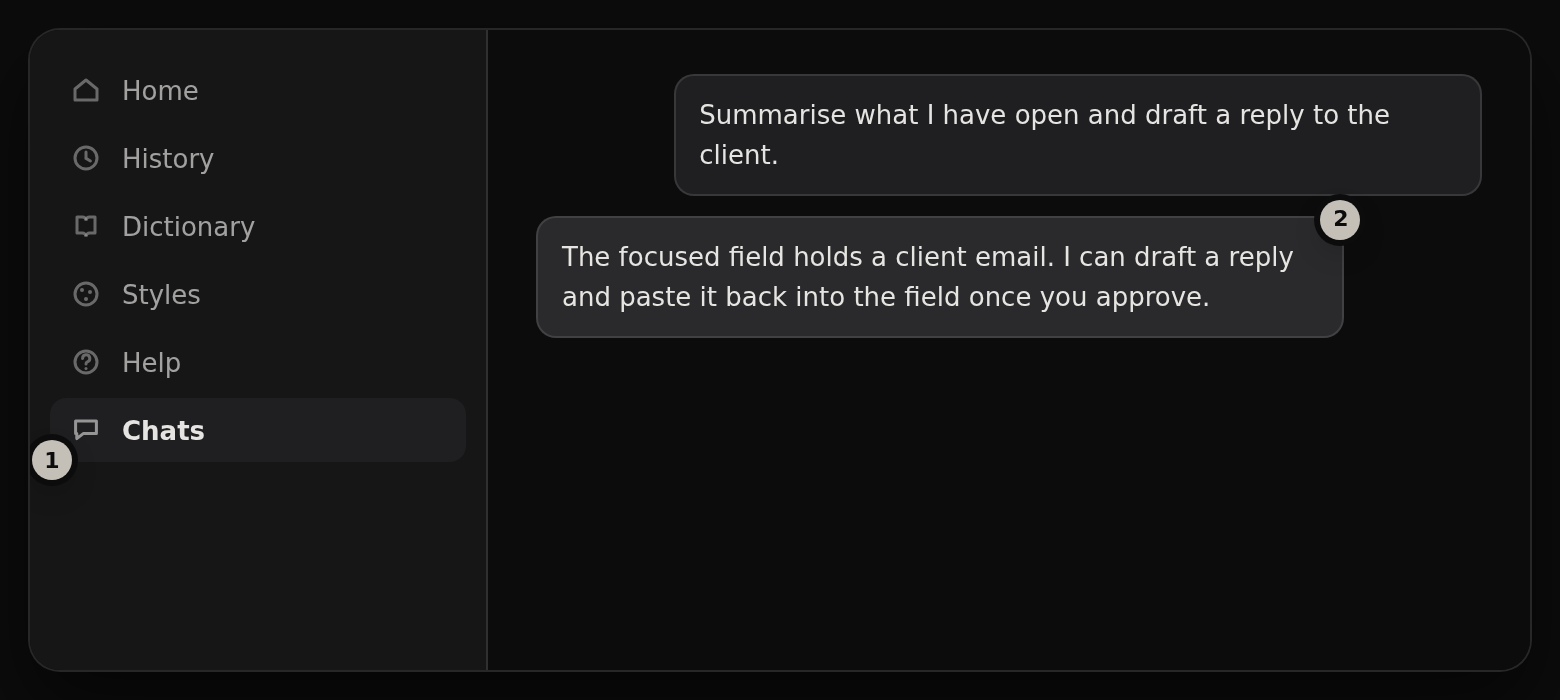 Home
History
Dictionary
Styles
Help
Chats
1
Summarise what I have open and draft a reply to the
client.
2
The focused field holds a client email. I can draft a reply
and paste it back into the field once you approve.